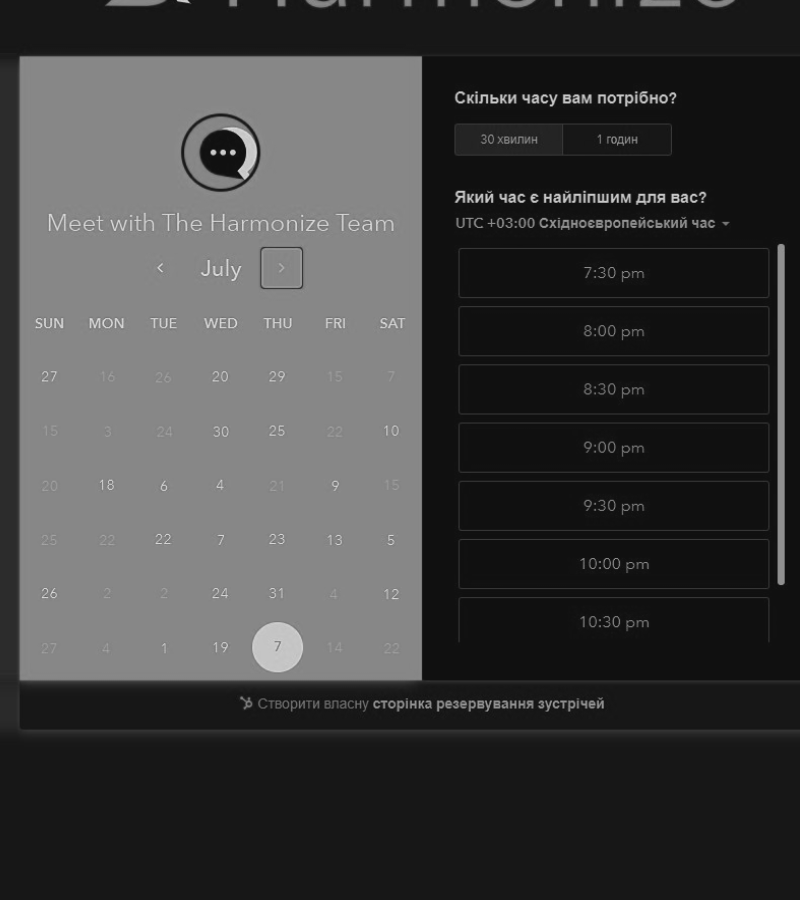 Harmonize
Meet with The Harmonize Team
July
SUN MON TUE WED THU FRI SAT
27 16 26 20 29 15 7
15 3 24 30 25 22 10
20 18 6 4 21 9 15
25 22 22 7 23 13 5
26 2 2 24 31 4 12
27 4 1 19 7 14 22
Скільки часу вам потрібно?
30 хвилин 1 годин
Який час є найліпшим для вас?
UTC +03:00 Східноєвропейський час
7:30 pm
8:00 pm
8:30 pm
9:00 pm
9:30 pm
10:00 pm
10:30 pm
Створити власну сторінка резервування зустрічей